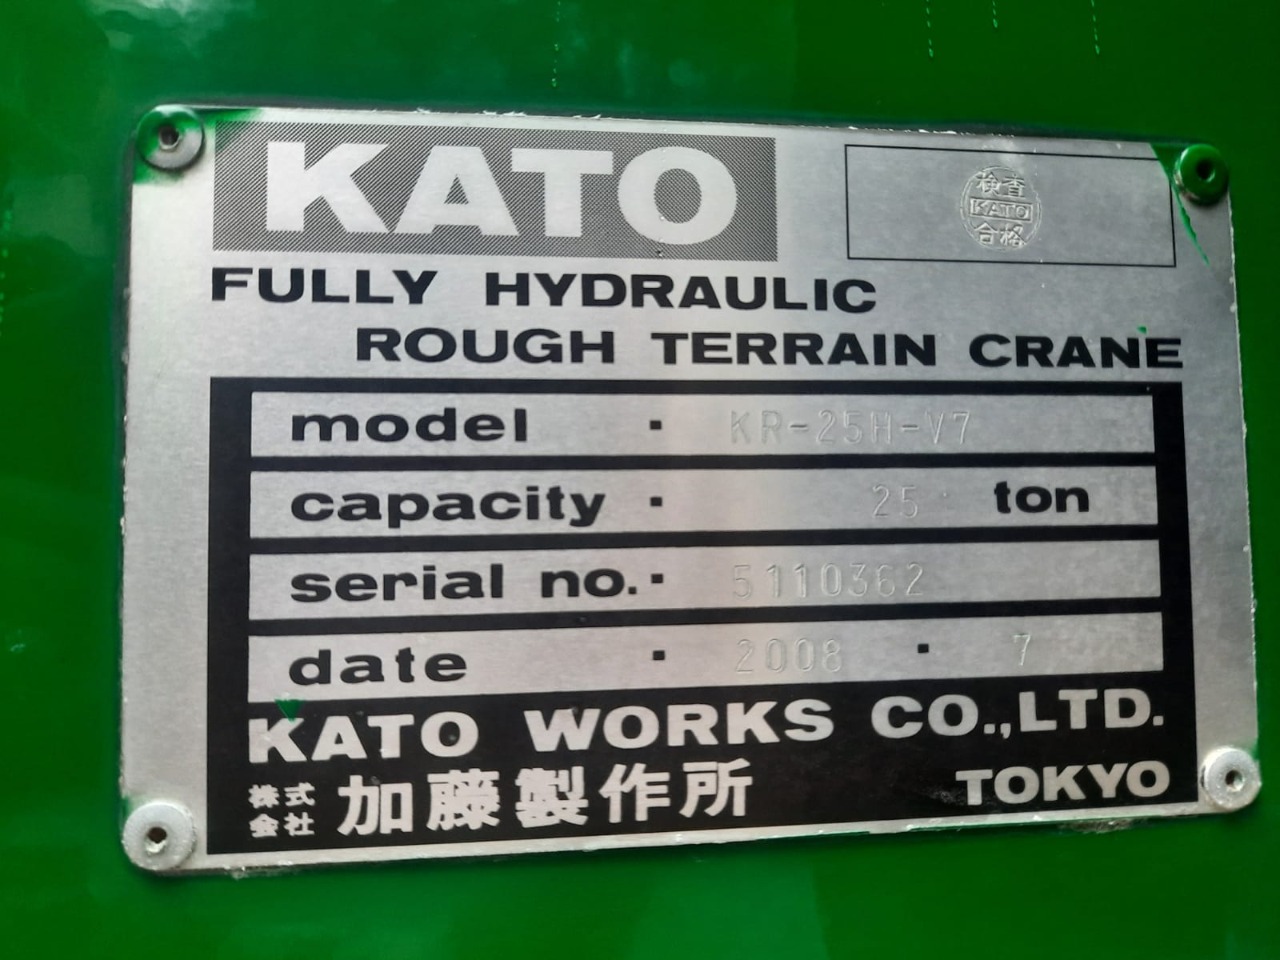 KATO
検査
KATO
合格
FULLY HYDRAULIC
ROUGH TERRAIN CRANE
model · KR-25H-V7
capacity · 25 ton
serial no. · 5110362
date · 2008 · 7
KATO WORKS CO.,LTD.
株式会社 加藤製作所 TOKYO